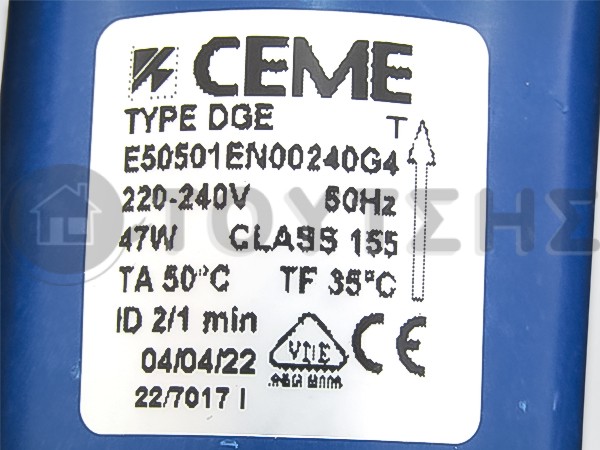 CEME
TYPE DGE T
E50501EN00240G4
220-240V 50Hz
47W CLASS 155
TA 50°C TF 35°C
ID 2/1 min
04/04/22
22/7017 I
VDE
CE
ΤΟΥΤΣΗΣ